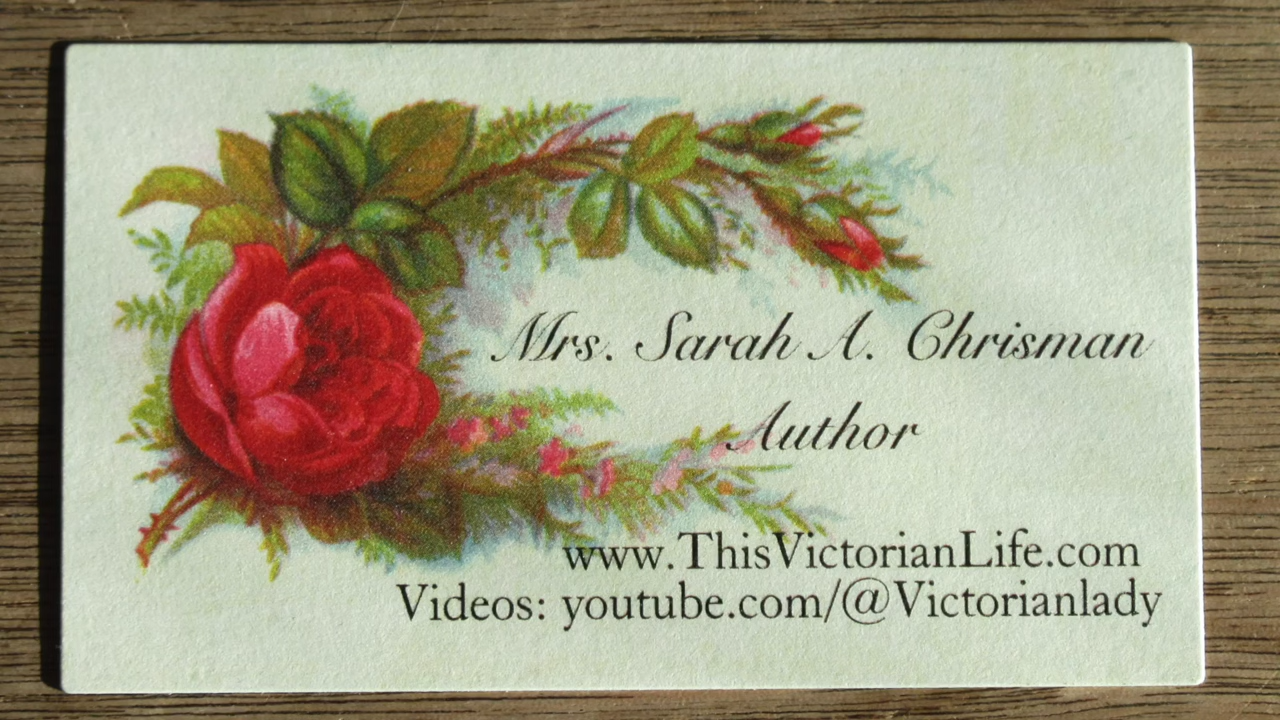 Mrs. Sarah A. Chrisman
Author
www.ThisVictorianLife.com
Videos: youtube.com/@Victorianlady